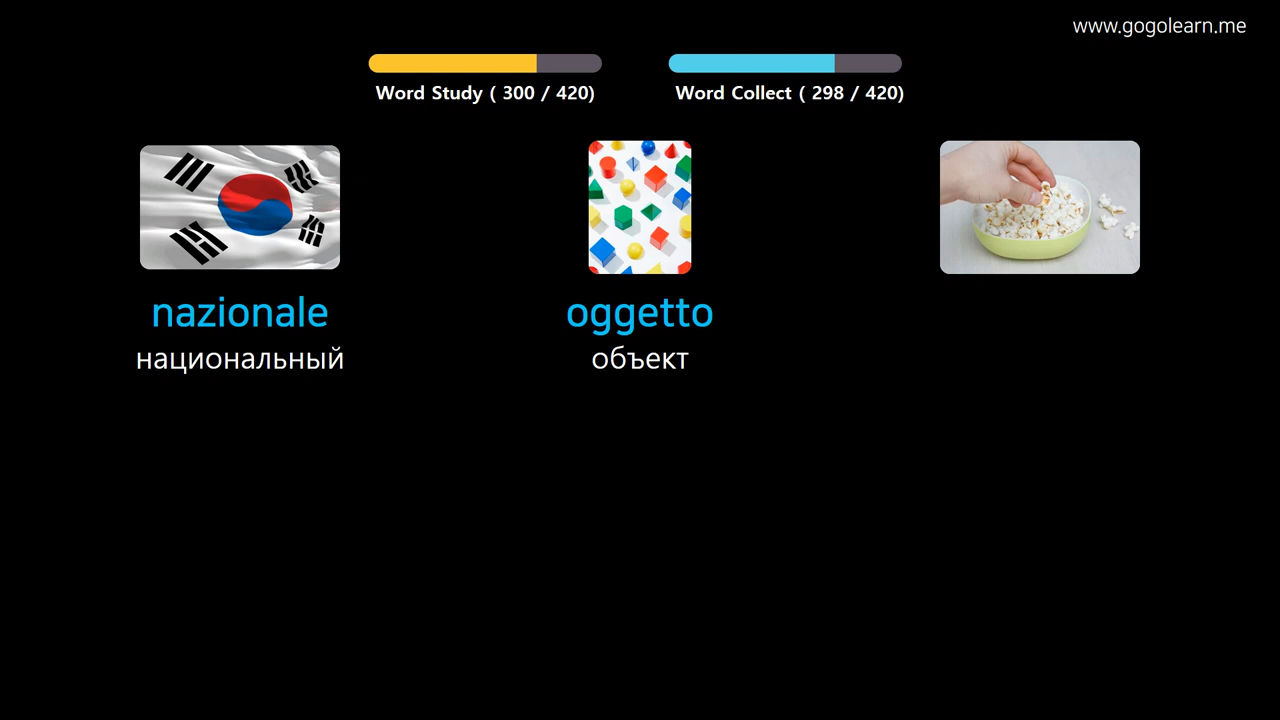 www.gogolearn.me
Word Study ( 300 / 420)
Word Collect ( 298 / 420)
nazionale
национальный
oggetto
объект